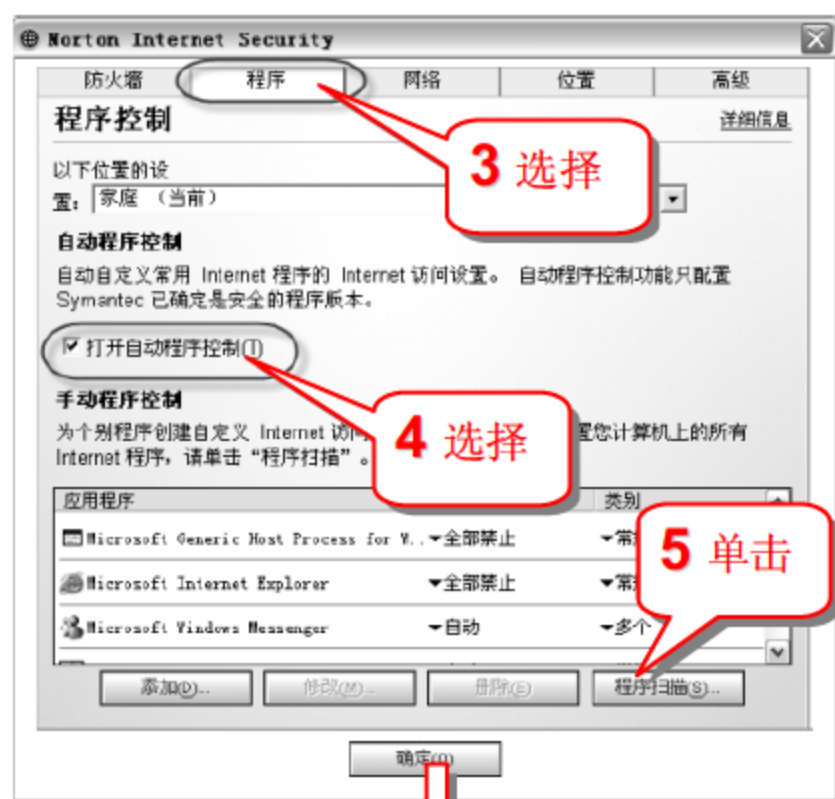 Norton Internet Security
防火墙 程序 网络 位置 高级
程序控制 详细信息
3 选择
以下位置的设
置： 家庭 （当前）
自动程序控制
自动自定义常用 Internet 程序的 Internet 访问设置。 自动程序控制功能只配置
Symantec 已确定是安全的程序版本。
打开自动程序控制(T)
手动程序控制
为个别程序创建自定义 Internet 访 置您计算机上的所有
Internet 程序，请单击“程序扫描”。
4 选择
应用程序 类别
Microsoft Generic Host Process for W.. 全部禁止 常
5 单击
Microsoft Internet Explorer 全部禁止 常
Microsoft Windows Messenger 自动 多个
添加(D)... 修改(M)... 删除(E) 程序扫描(S)...
确定(O)